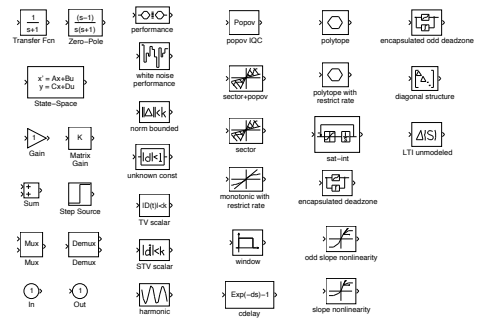 1
s+1
Transfer Fcn
(s−1)
s(s+1)
Zero−Pole
performance
Popov
popov IQC
polytope
encapsulated odd deadzone
x' = Ax+Bu
y = Cx+Du
State−Space
white noise
performance
sector+popov
polytope with
restrict rate
diagonal structure
1
Gain
K
Matrix
Gain
|Δ|<k
norm bounded
sector
sat−int
Δ(S)
LTI unmodeled
|d|<1
unknown const
Sum
Step Source
|D(t)|<k
TV scalar
monotonic with
restrict rate
encapsulated deadzone
Mux
Mux
Demux
Demux
|d|<k
STV scalar
window
odd slope nonlinearity
1
In
1
Out
harmonic
Exp(−ds)−1
cdelay
slope nonlinearity